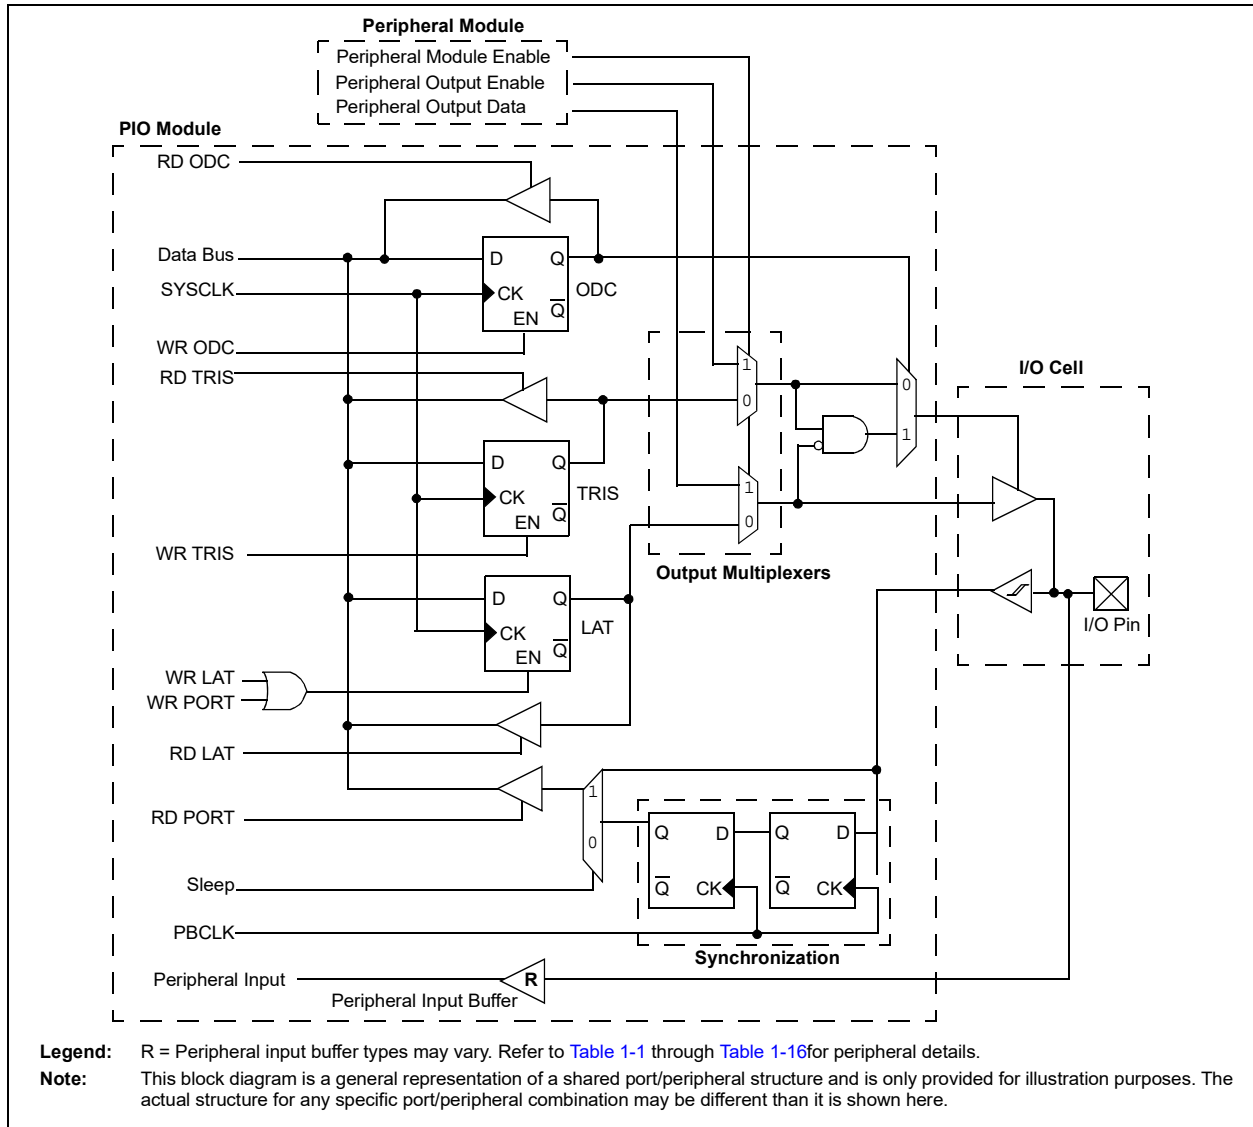 Peripheral Module
Peripheral Module Enable
Peripheral Output Enable
Peripheral Output Data
PIO Module
RD ODC
Data Bus
D
Q
SYSCLK
CK
Q
ODC
EN
WR ODC
RD TRIS
1
0
I/O Cell
0
1
D
Q
CK
TRIS
EN
Q
1
0
WR TRIS
Output Multiplexers
D
Q
CK
LAT
EN
Q
I/O Pin
WR LAT
WR PORT
RD LAT
RD PORT
1
0
Q
D
Q
D
Q
CK
Q
CK
Sleep
PBCLK
Synchronization
Peripheral Input
R
Peripheral Input Buffer
Legend: R = Peripheral input buffer types may vary. Refer to Table 1-1 through Table 1-16for peripheral details.
Note: This block diagram is a general representation of a shared port/peripheral structure and is only provided for illustration purposes. The
actual structure for any specific port/peripheral combination may be different than it is shown here.